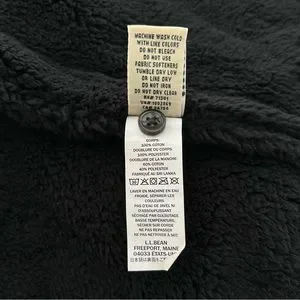 MACHINE WASH COLD
WITH LIKE COLORS
DO NOT BLEACH
DO NOT USE
FABRIC SOFTENERS
TUMBLE DRY LOW
OR LINE DRY
DO NOT IRON
DO NOT DRY CLEAN
CORPS:
100% COTON
DOUBLURE DU CORPS:
100% POLYESTER
DOUBLURE DE LA MANCHE:
60% COTON
40% POLYESTER
FABRIQUÉ AU SRI LANKA
LAVER EN MACHINE EN EAU
FROIDE, SÉPARER LES
COULEURS
PAS D'EAU DE JAVEL, NI
D'ASSOUPLISSANT
SÉCHAGE PAR CULBUTAGE
BASSE TEMPÉRATURE,
SÉCHER SUR CORDE
NE PAS REPASSER
NE PAS NETTOYER À SEC
L.L.BEAN
FREEPORT, MAINE
04033 ÉTATS-UNIS